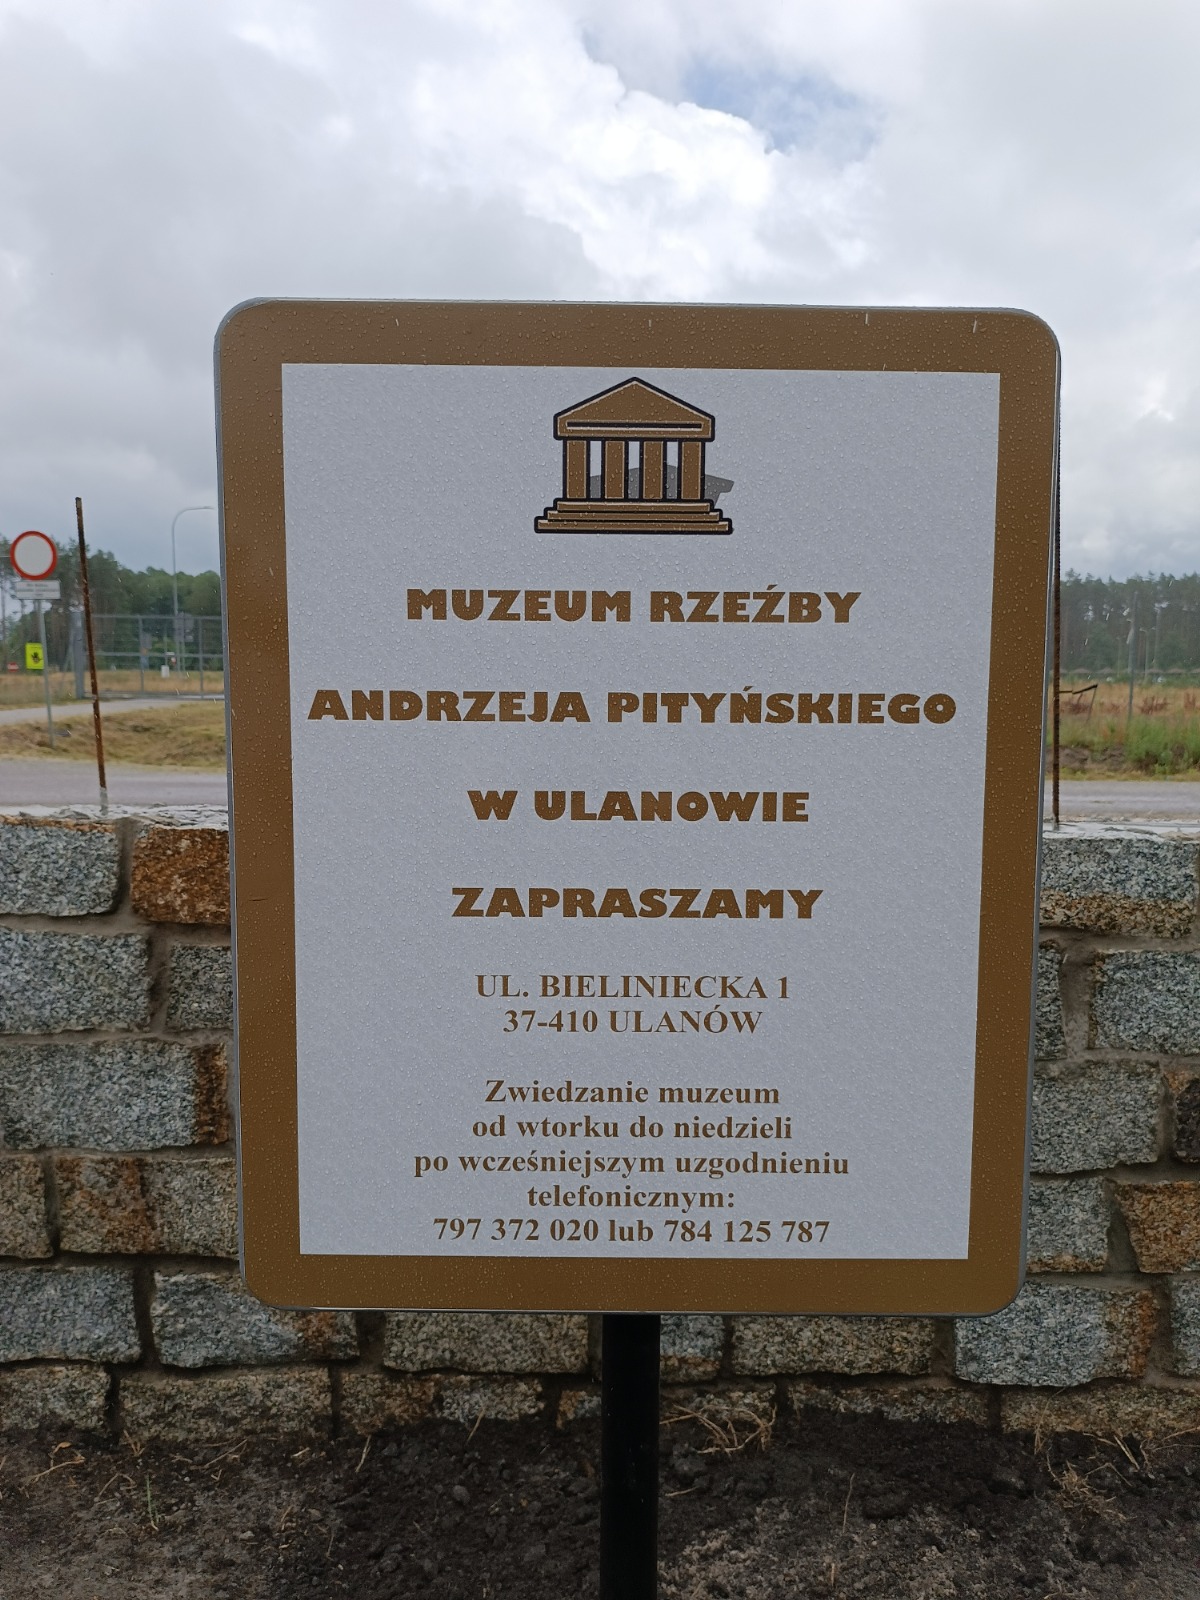 MUZEUM RZEŹBY
ANDRZEJA PITYŃSKIEGO
W ULANOWIE
ZAPRASZAMY
UL. BIELINIECKA 1
37-410 ULANÓW
Zwiedzanie muzeum
od wtorku do niedzieli
po wcześniejszym uzgodnieniu
telefonicznym:
797 372 020 lub 784 125 787